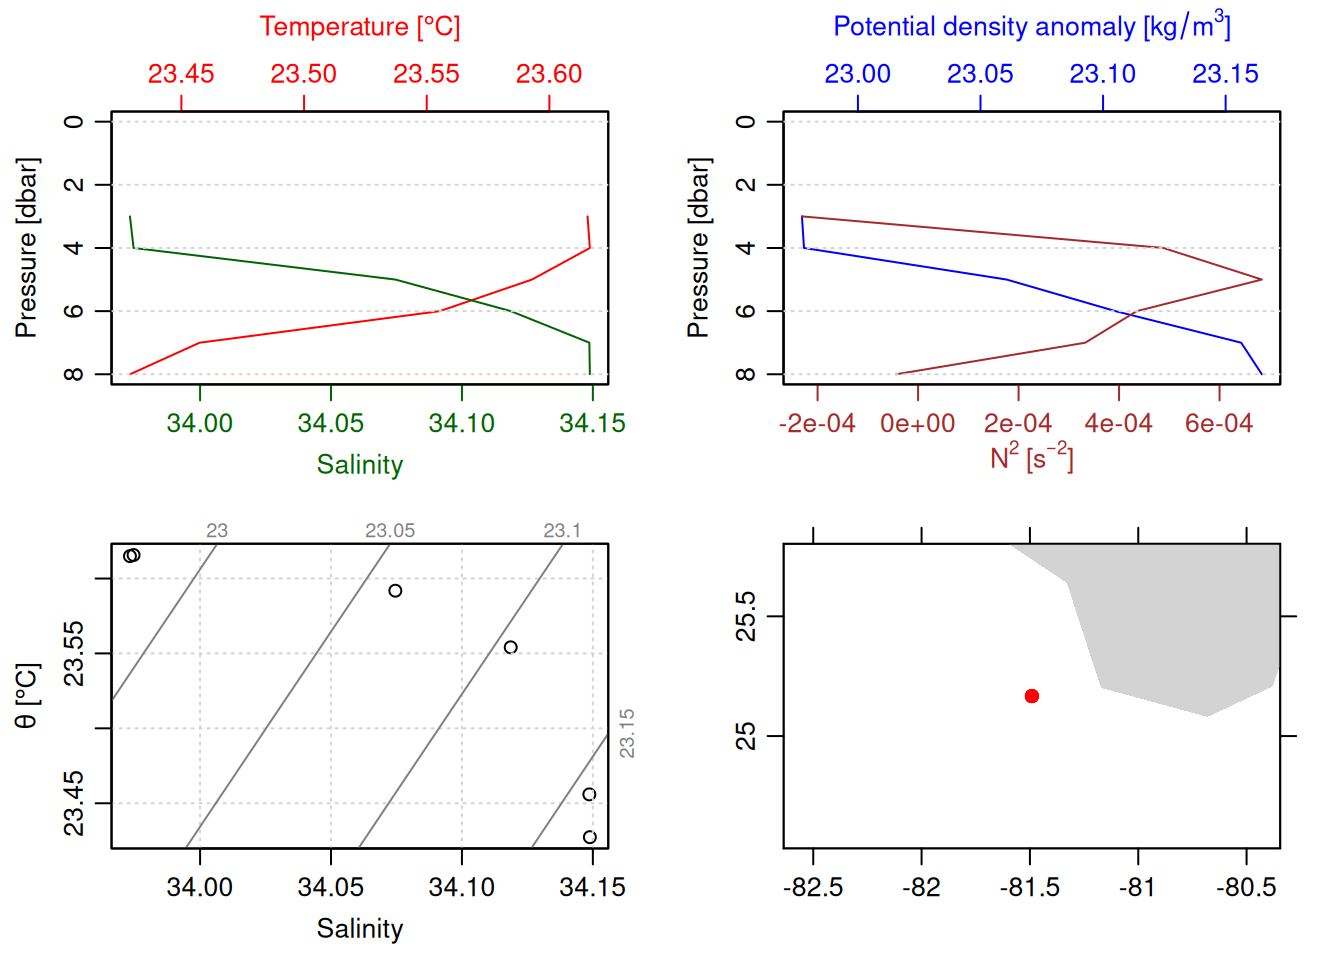 Temperature [°C]
23.45 23.50 23.55 23.60
0
2
4
6
8
Pressure [dbar]
34.00 34.05 34.10 34.15
Salinity
Potential density anomaly [kg/m³]
23.00 23.05 23.10 23.15
0
2
4
6
8
Pressure [dbar]
-2e-04 0e+00 2e-04 4e-04 6e-04
N² [s⁻²]
23 23.05 23.1
23.15
23.55
23.45
θ [°C]
34.00 34.05 34.10 34.15
Salinity
25.5
25
-82.5 -82 -81.5 -81 -80.5